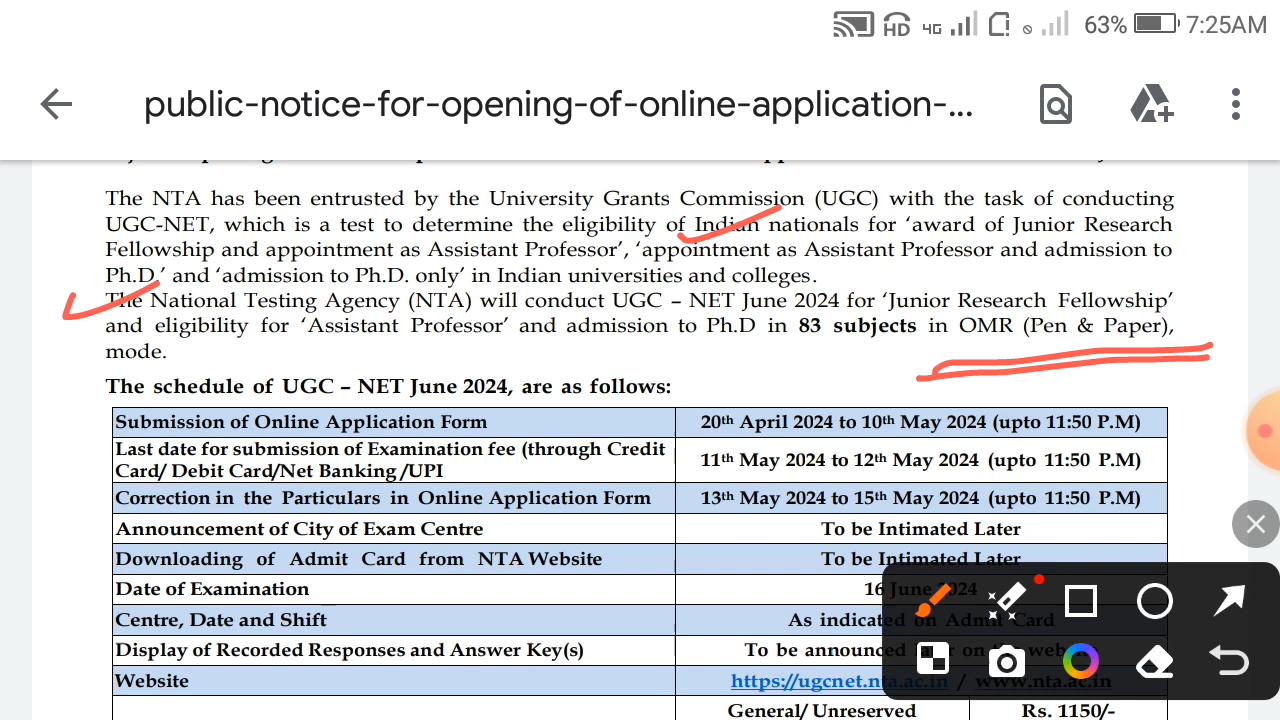 HD 4G 63% 7:25AM
public-notice-for-opening-of-online-application-...
The NTA has been entrusted by the University Grants Commission (UGC) with the task of conducting
UGC-NET, which is a test to determine the eligibility of Indian nationals for ‘award of Junior Research
Fellowship and appointment as Assistant Professor’, ‘appointment as Assistant Professor and admission to
Ph.D.’ and ‘admission to Ph.D. only’ in Indian universities and colleges.
The National Testing Agency (NTA) will conduct UGC – NET June 2024 for ‘Junior Research Fellowship’
and eligibility for ‘Assistant Professor’ and admission to Ph.D in 83 subjects in OMR (Pen & Paper),
mode.
The schedule of UGC – NET June 2024, are as follows:
Submission of Online Application Form 20th April 2024 to 10th May 2024 (upto 11:50 P.M)
Last date for submission of Examination fee (through Credit
Card/ Debit Card/Net Banking /UPI 11th May 2024 to 12th May 2024 (upto 11:50 P.M)
Correction in the Particulars in Online Application Form 13th May 2024 to 15th May 2024 (upto 11:50 P.M)
Announcement of City of Exam Centre To be Intimated Later
Downloading of Admit Card from NTA Website To be Intimated Later
Date of Examination 16 June 2024
Centre, Date and Shift As indicated on Admit Card
Display of Recorded Responses and Answer Key(s) To be announced later on the
Website https://ugcnet.nta.ac.in / www.nta.ac.in
General/ Unreserved Rs. 1150/-